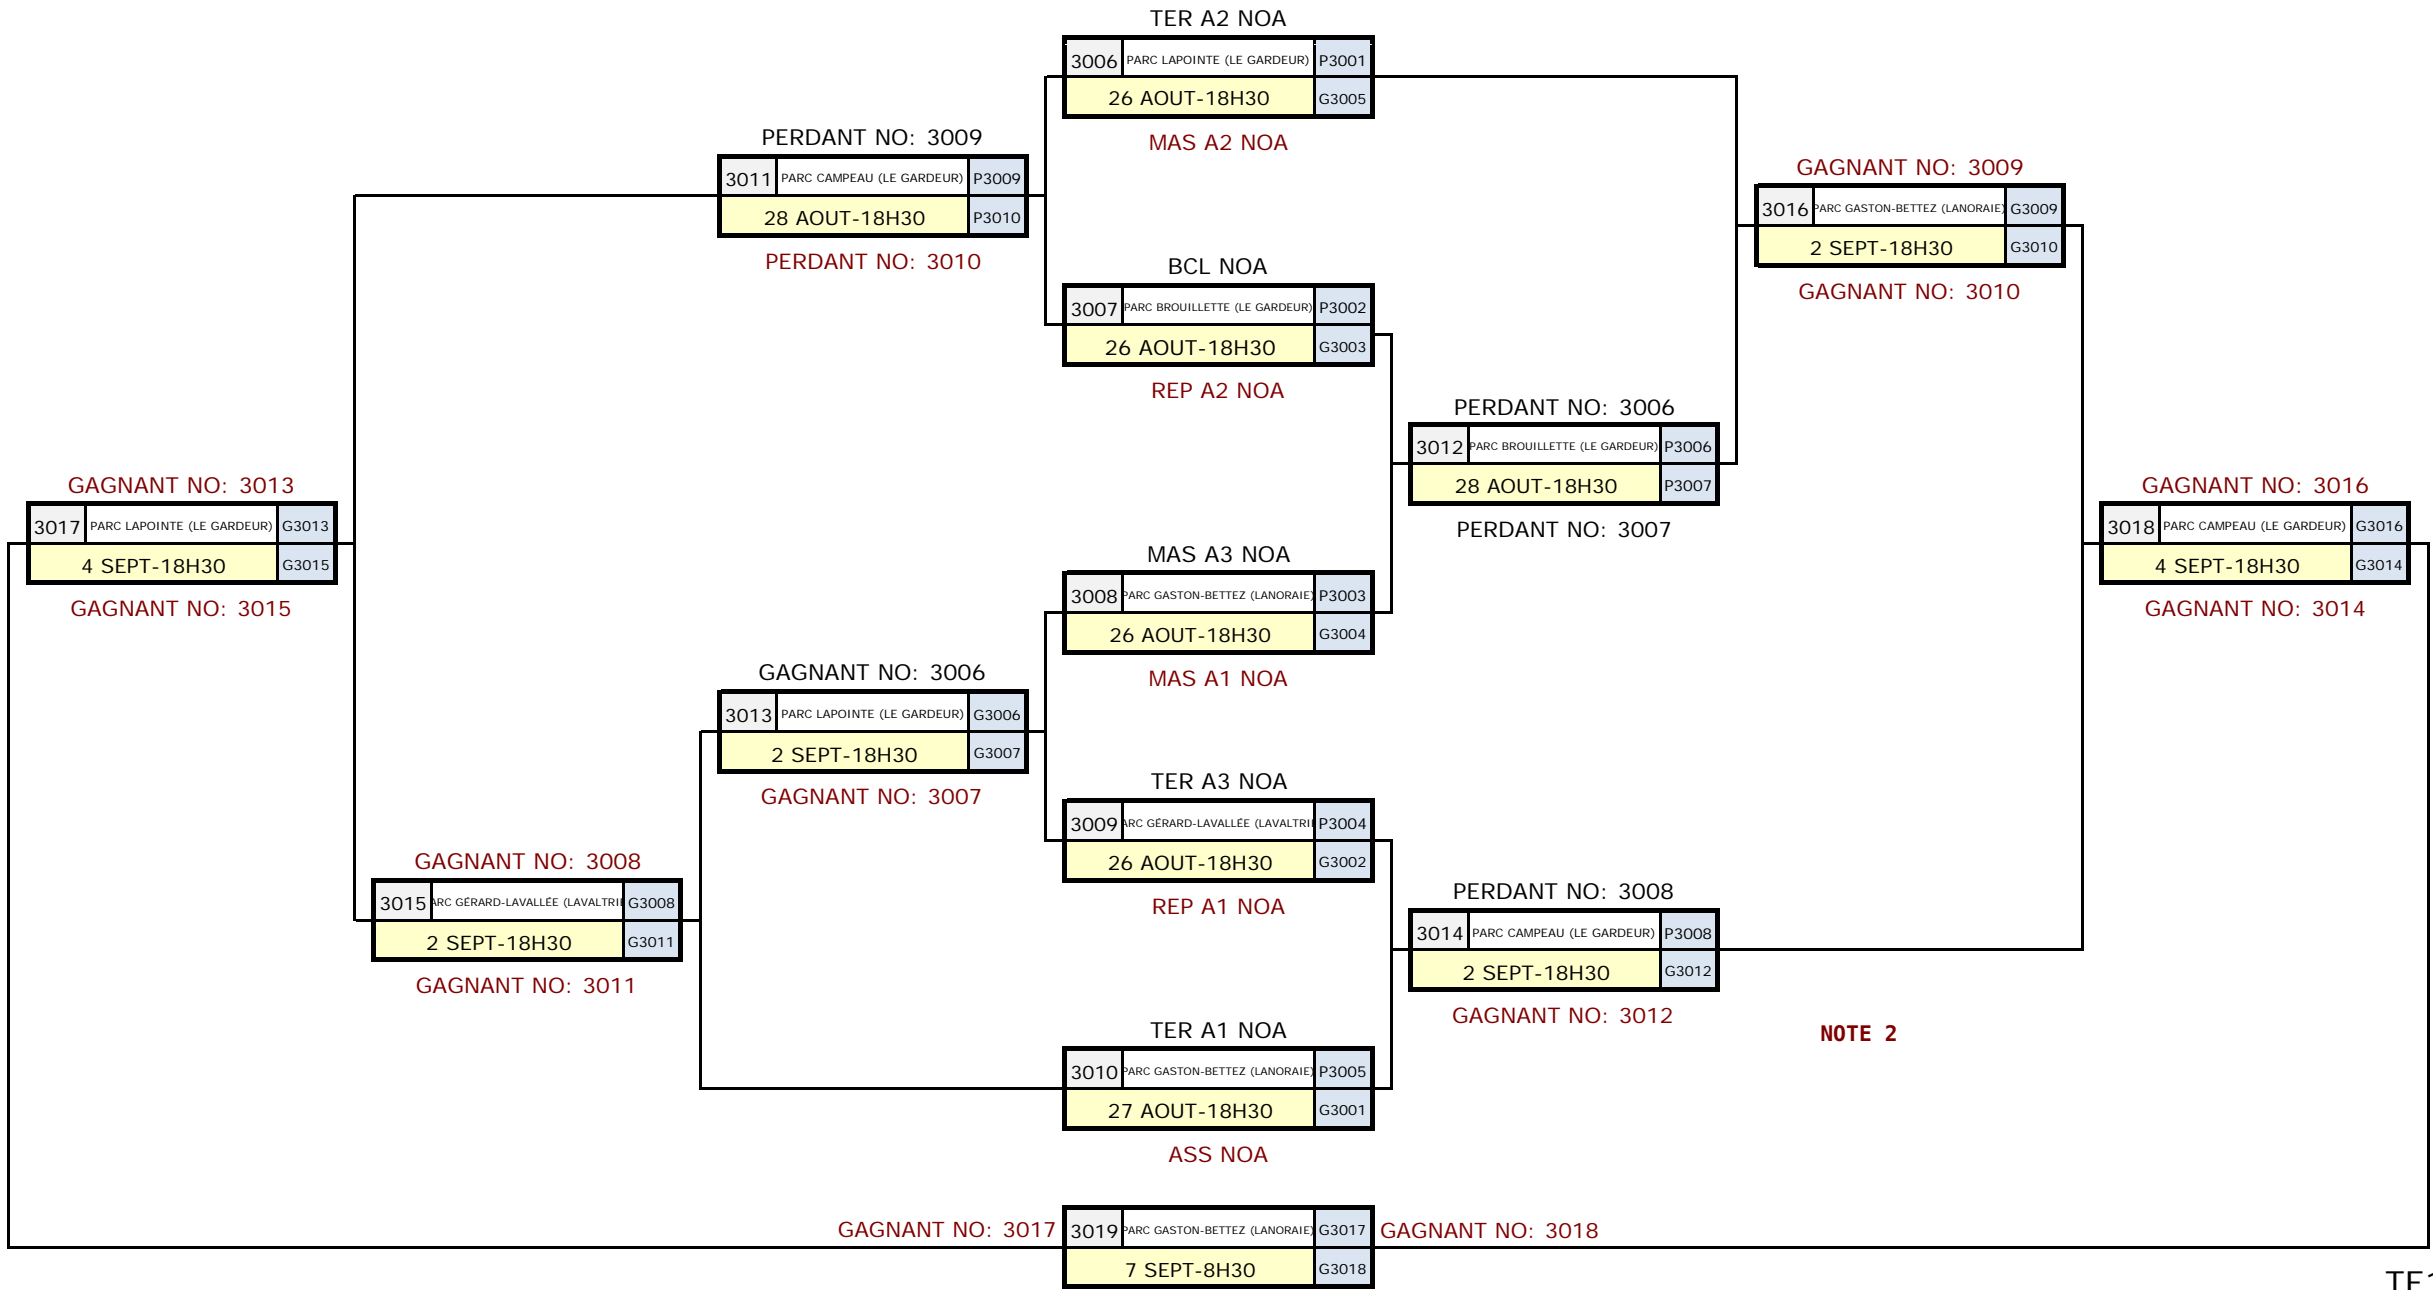 TER A2 NOA
3006 PARC LAPOINTE (LE GARDEUR) P3001
26 AOUT-18H30 G3005
MAS A2 NOA
PERDANT NO: 3009
3011 PARC CAMPEAU (LE GARDEUR) P3009
28 AOUT-18H30 P3010
PERDANT NO: 3010
GAGNANT NO: 3009
3016 PARC GASTON-BETTEZ (LANORAIE) G3009
2 SEPT-18H30 G3010
GAGNANT NO: 3010
BCL NOA
3007 PARC BROUILLETTE (LE GARDEUR) P3002
26 AOUT-18H30 G3003
REP A2 NOA
PERDANT NO: 3006
3012 PARC BROUILLETTE (LE GARDEUR) P3006
28 AOUT-18H30 P3007
PERDANT NO: 3007
GAGNANT NO: 3013
3017 PARC LAPOINTE (LE GARDEUR) G3013
4 SEPT-18H30 G3015
GAGNANT NO: 3015
GAGNANT NO: 3016
3018 PARC CAMPEAU (LE GARDEUR) G3016
4 SEPT-18H30 G3014
GAGNANT NO: 3014
MAS A3 NOA
3008 PARC GASTON-BETTEZ (LANORAIE) P3003
26 AOUT-18H30 G3004
MAS A1 NOA
GAGNANT NO: 3006
3013 PARC LAPOINTE (LE GARDEUR) G3006
2 SEPT-18H30 G3007
GAGNANT NO: 3007
TER A3 NOA
3009 ARC GÉRARD-LAVALLÉE (LAVALTRIE P3004
26 AOUT-18H30 G3002
REP A1 NOA
GAGNANT NO: 3008
3015 ARC GÉRARD-LAVALLÉE (LAVALTRIE G3008
2 SEPT-18H30 G3011
GAGNANT NO: 3011
PERDANT NO: 3008
3014 PARC CAMPEAU (LE GARDEUR) P3008
2 SEPT-18H30 G3012
GAGNANT NO: 3012
NOTE 2
TER A1 NOA
3010 PARC GASTON-BETTEZ (LANORAIE) P3005
27 AOUT-18H30 G3001
ASS NOA
GAGNANT NO: 3017 3019 PARC GASTON-BETTEZ (LANORAIE) G3017 GAGNANT NO: 3018
7 SEPT-8H30 G3018